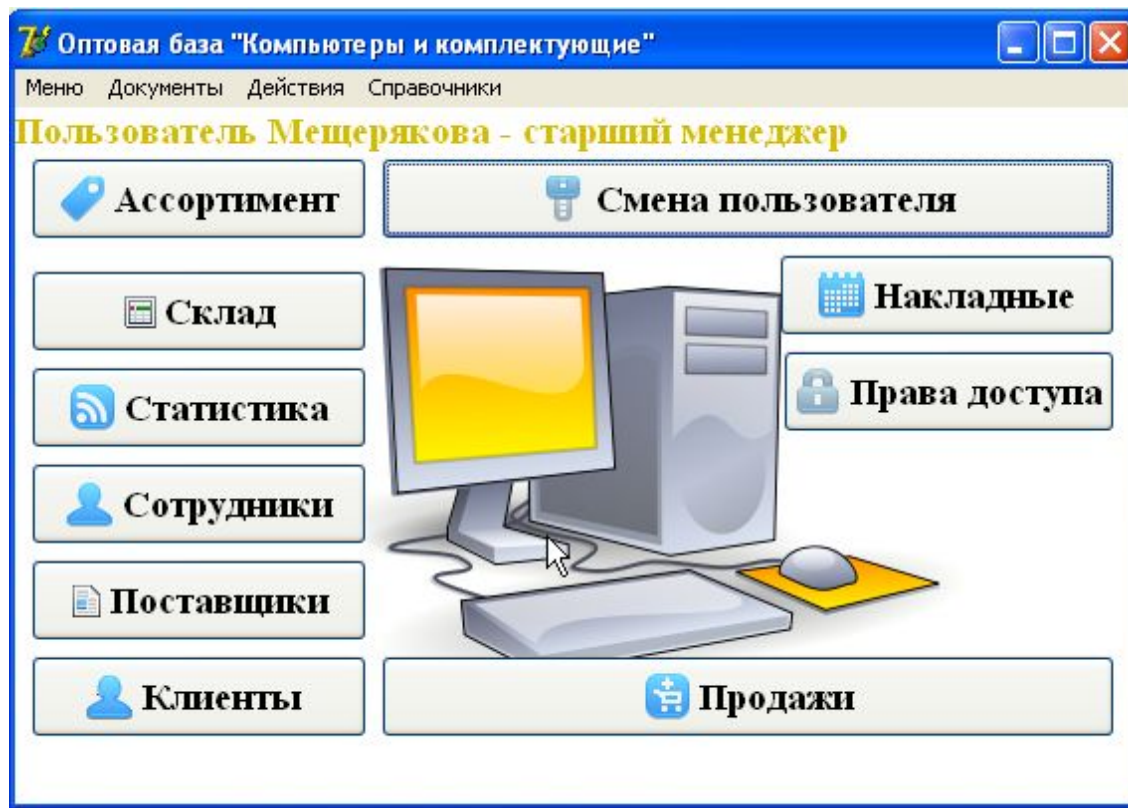 Оптовая база "Компьютеры и комплектующие"
Меню Документы Действия Справочники
Пользователь Мещерякова - старший менеджер
Ассортимент
Смена пользователя
Склад
Накладные
Статистика
Права доступа
Сотрудники
Поставщики
Клиенты
Продажи